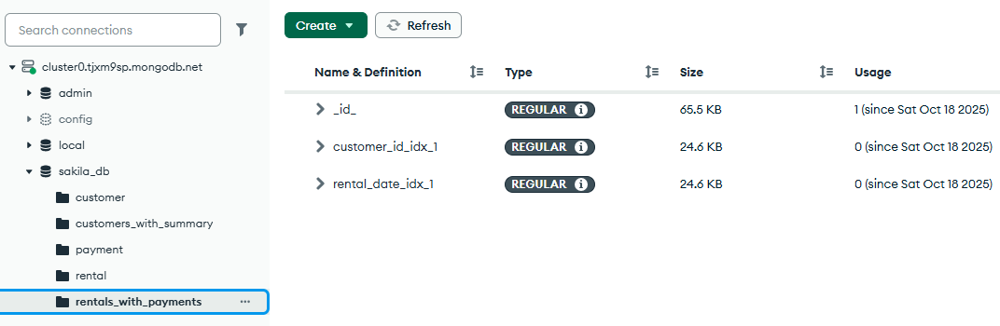 Search connections
cluster0.tjxm9sp.mongodb.net
admin
config
local
sakila_db
customer
customers_with_summary
payment
rental
rentals_with_payments
Create Refresh
Name & Definition Type Size Usage
_id_ REGULAR 65.5 KB 1 (since Sat Oct 18 2025)
customer_id_idx_1 REGULAR 24.6 KB 0 (since Sat Oct 18 2025)
rental_date_idx_1 REGULAR 24.6 KB 0 (since Sat Oct 18 2025)